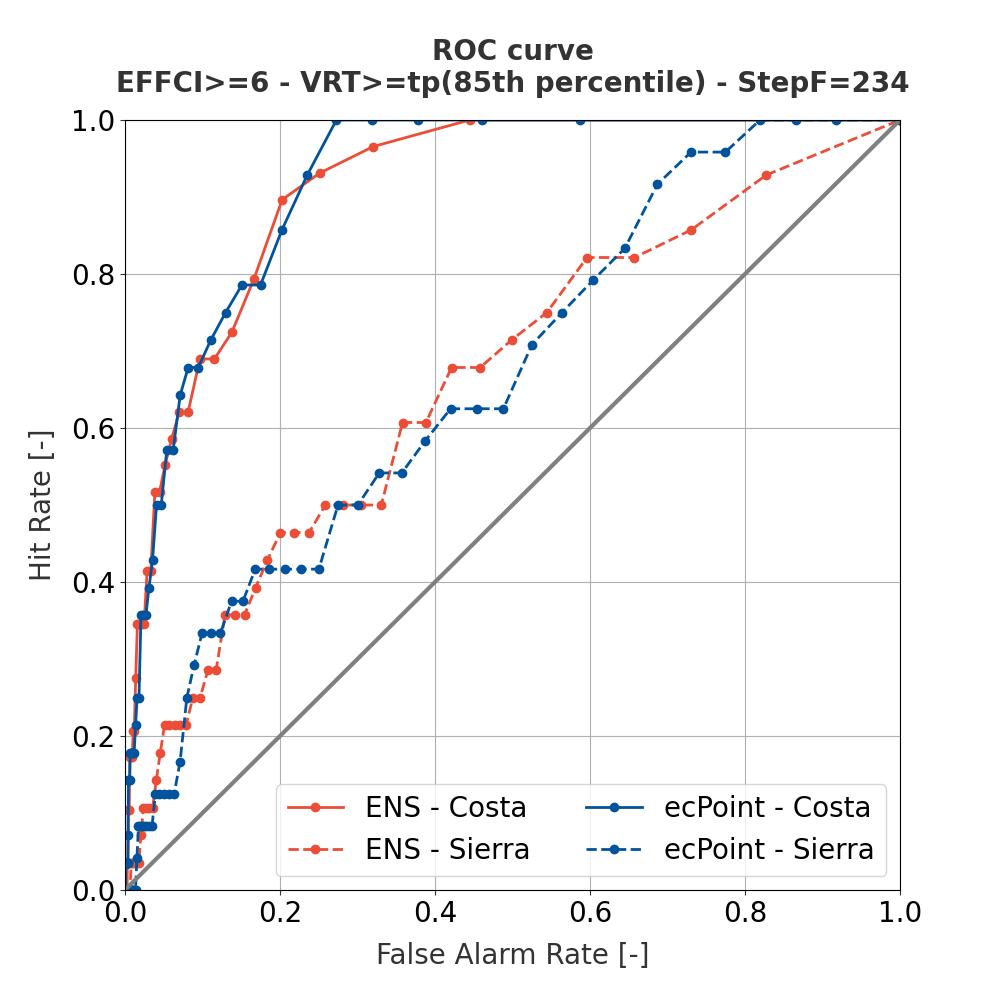 ROC curve
EFFCI>=6 - VRT>=tp(85th percentile) - StepF=234
1.0
0.8
0.6
0.4
0.2
0.0
Hit Rate [-]
ENS - Costa
ecPoint - Costa
ENS - Sierra
ecPoint - Sierra
0.0 0.2 0.4 0.6 0.8 1.0
False Alarm Rate [-]